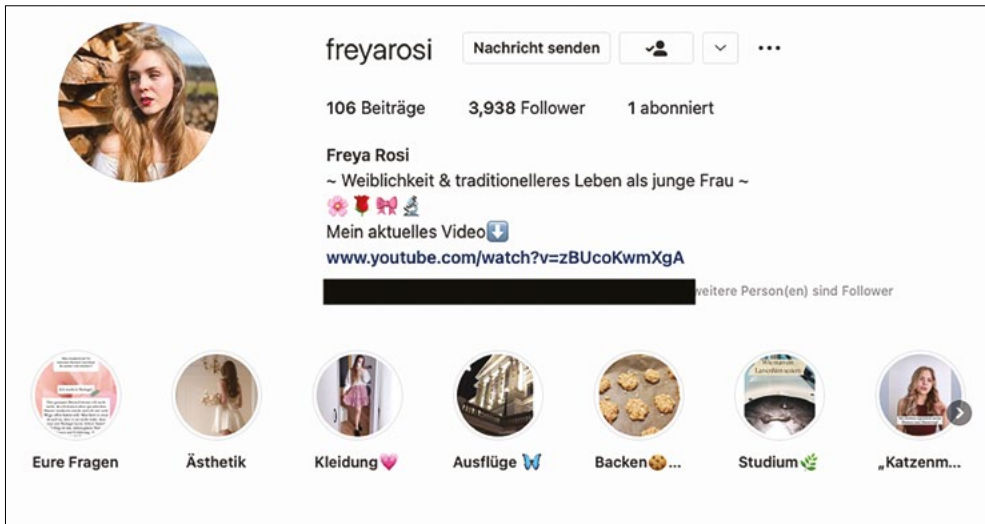 freyarosi Nachricht senden
106 Beiträge 3,938 Follower 1 abonniert
Freya Rosi
~ Weiblichkeit & traditionelleres Leben als junge Frau ~
🌸🌹🎀🔬
Mein aktuelles Video⬇️
www.youtube.com/watch?v=zBUcoKwmXgA
weitere Person(en) sind Follower
Eure Fragen Ästhetik Kleidung💗 Ausflüge 🦋 Backen🍪... Studium🌿 „Katzenm...